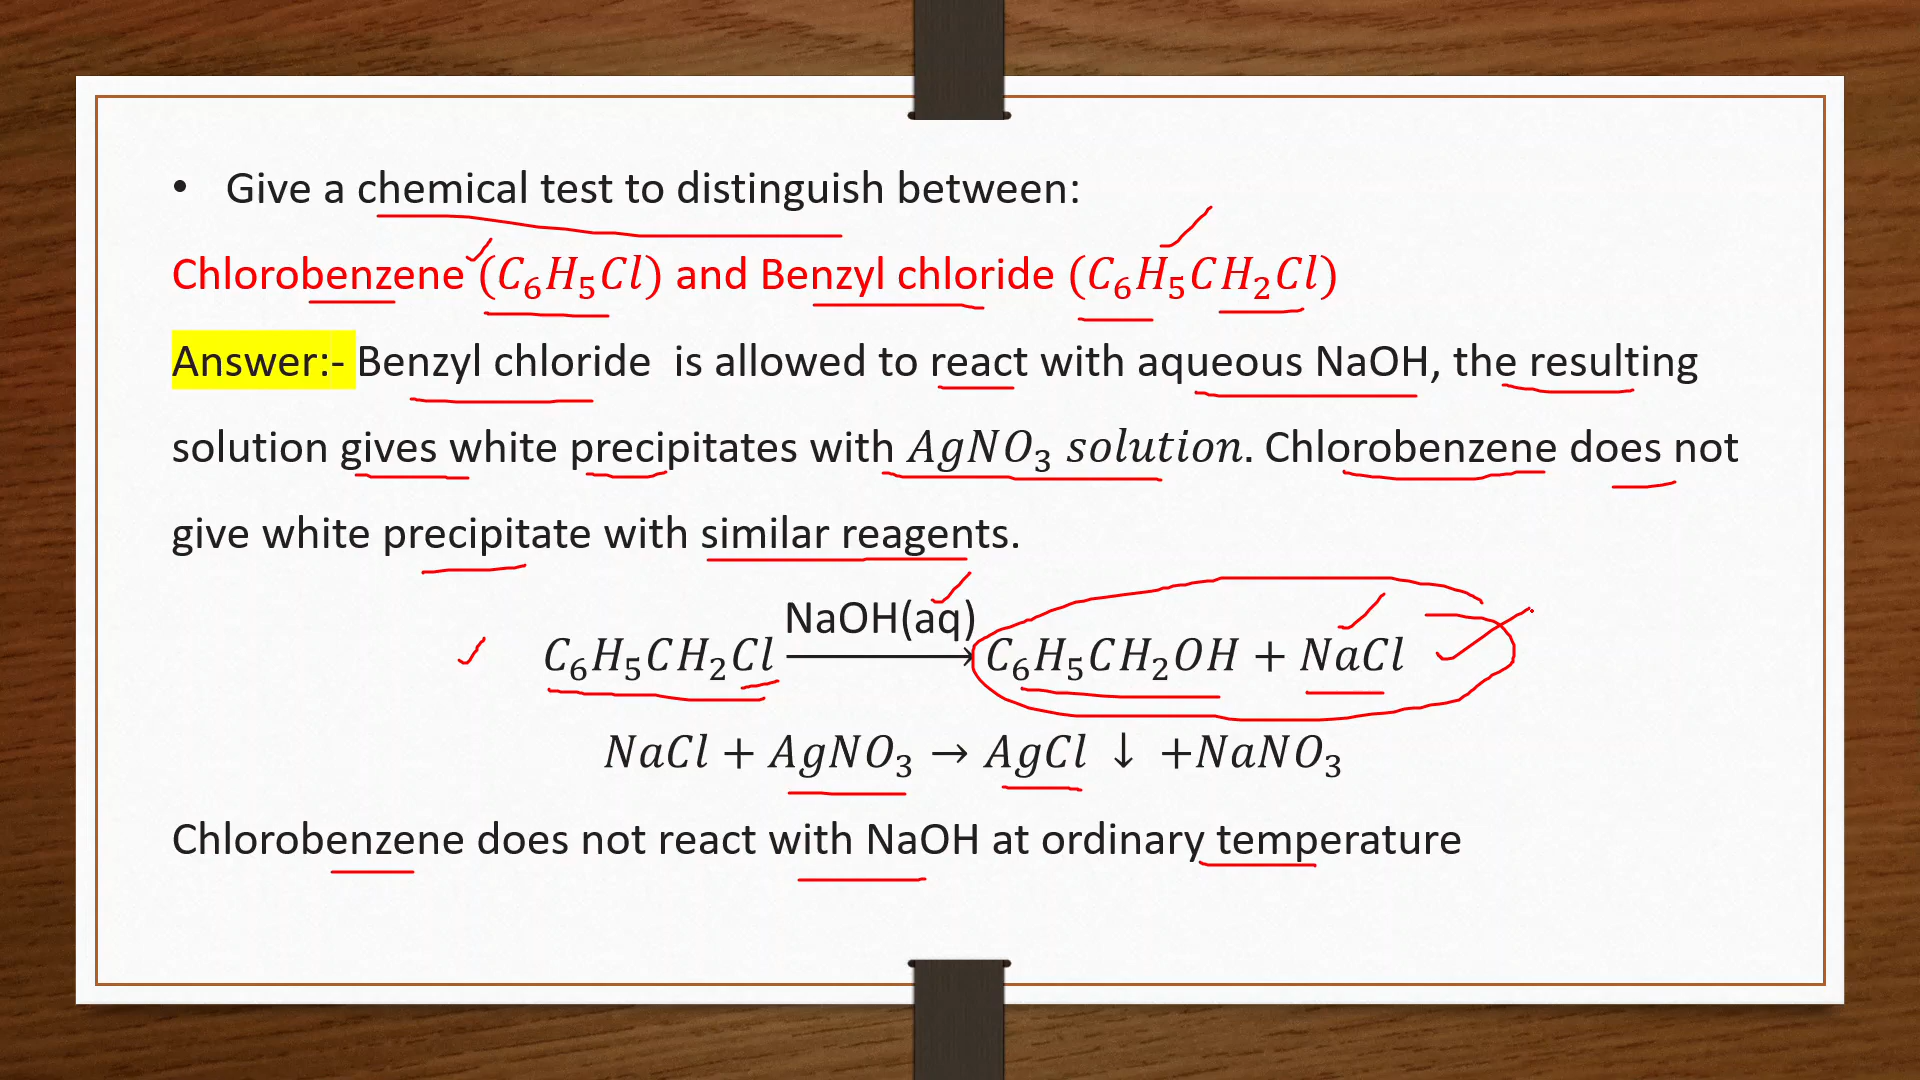 • Give a chemical test to distinguish between:
Chlorobenzene (C₆H₅Cl) and Benzyl chloride (C₆H₅CH₂Cl)
Answer:- Benzyl chloride is allowed to react with aqueous NaOH, the resulting
solution gives white precipitates with AgNO₃ solution. Chlorobenzene does not
give white precipitate with similar reagents.
NaOH(aq)
C₆H₅CH₂Cl ⟶ C₆H₅CH₂OH + NaCl
NaCl + AgNO₃ → AgCl ↓ +NaNO₃
Chlorobenzene does not react with NaOH at ordinary temperature